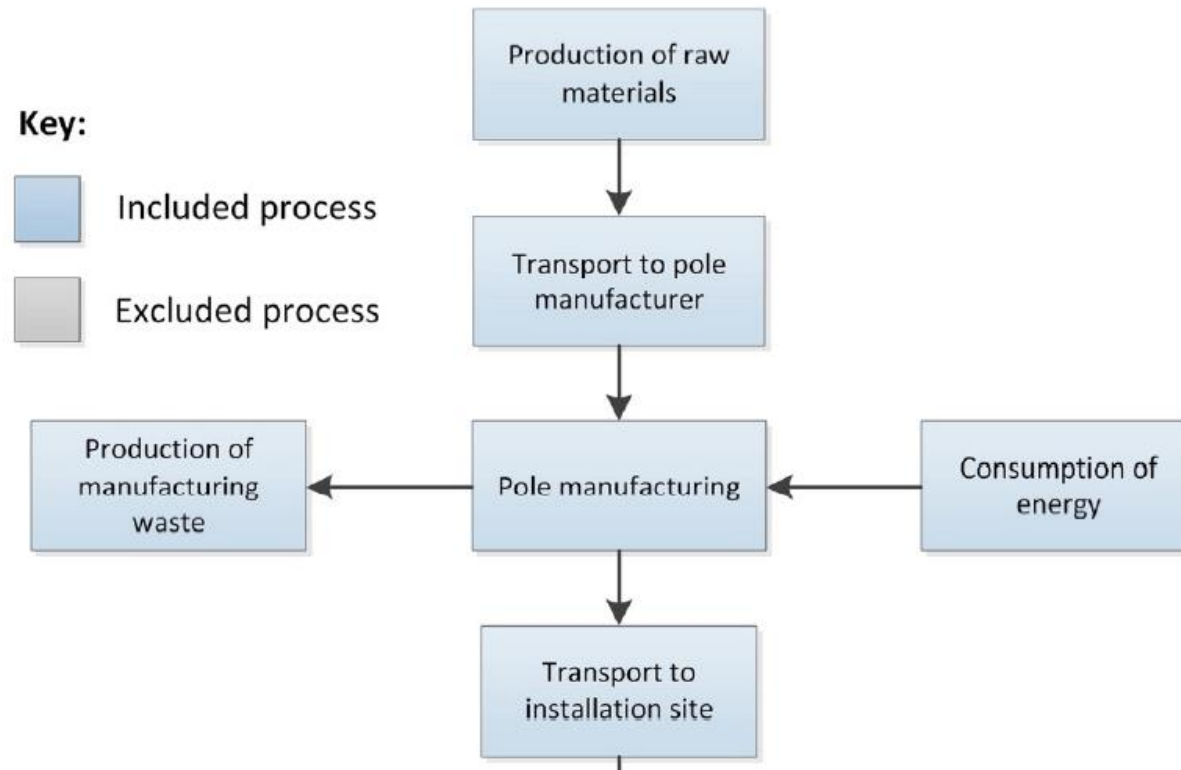 Production of raw
materials
Key:
Included process
Transport to pole
manufacturer
Excluded process
Production of
manufacturing
waste
Pole manufacturing
Consumption of
energy
Transport to
installation site